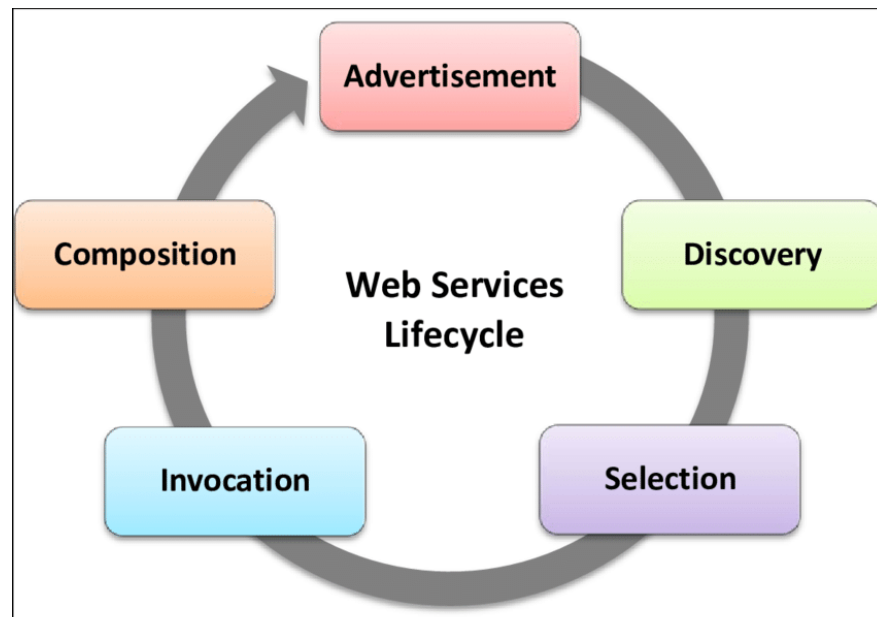 Advertisement
Discovery
Selection
Invocation
Composition
Web Services
Lifecycle